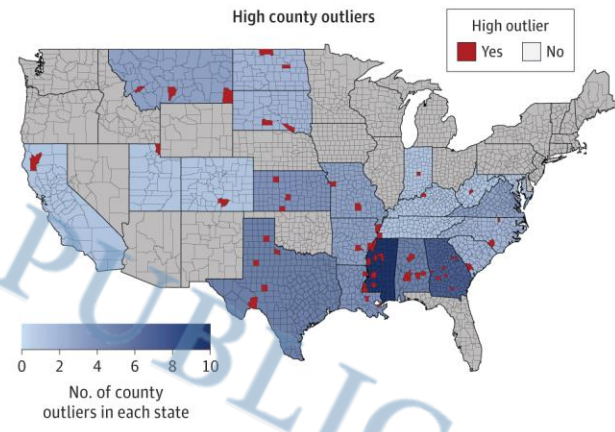 High county outliers
High outlier
Yes No
0 2 4 6 8 10
No. of county
outliers in each state
PUBLIC